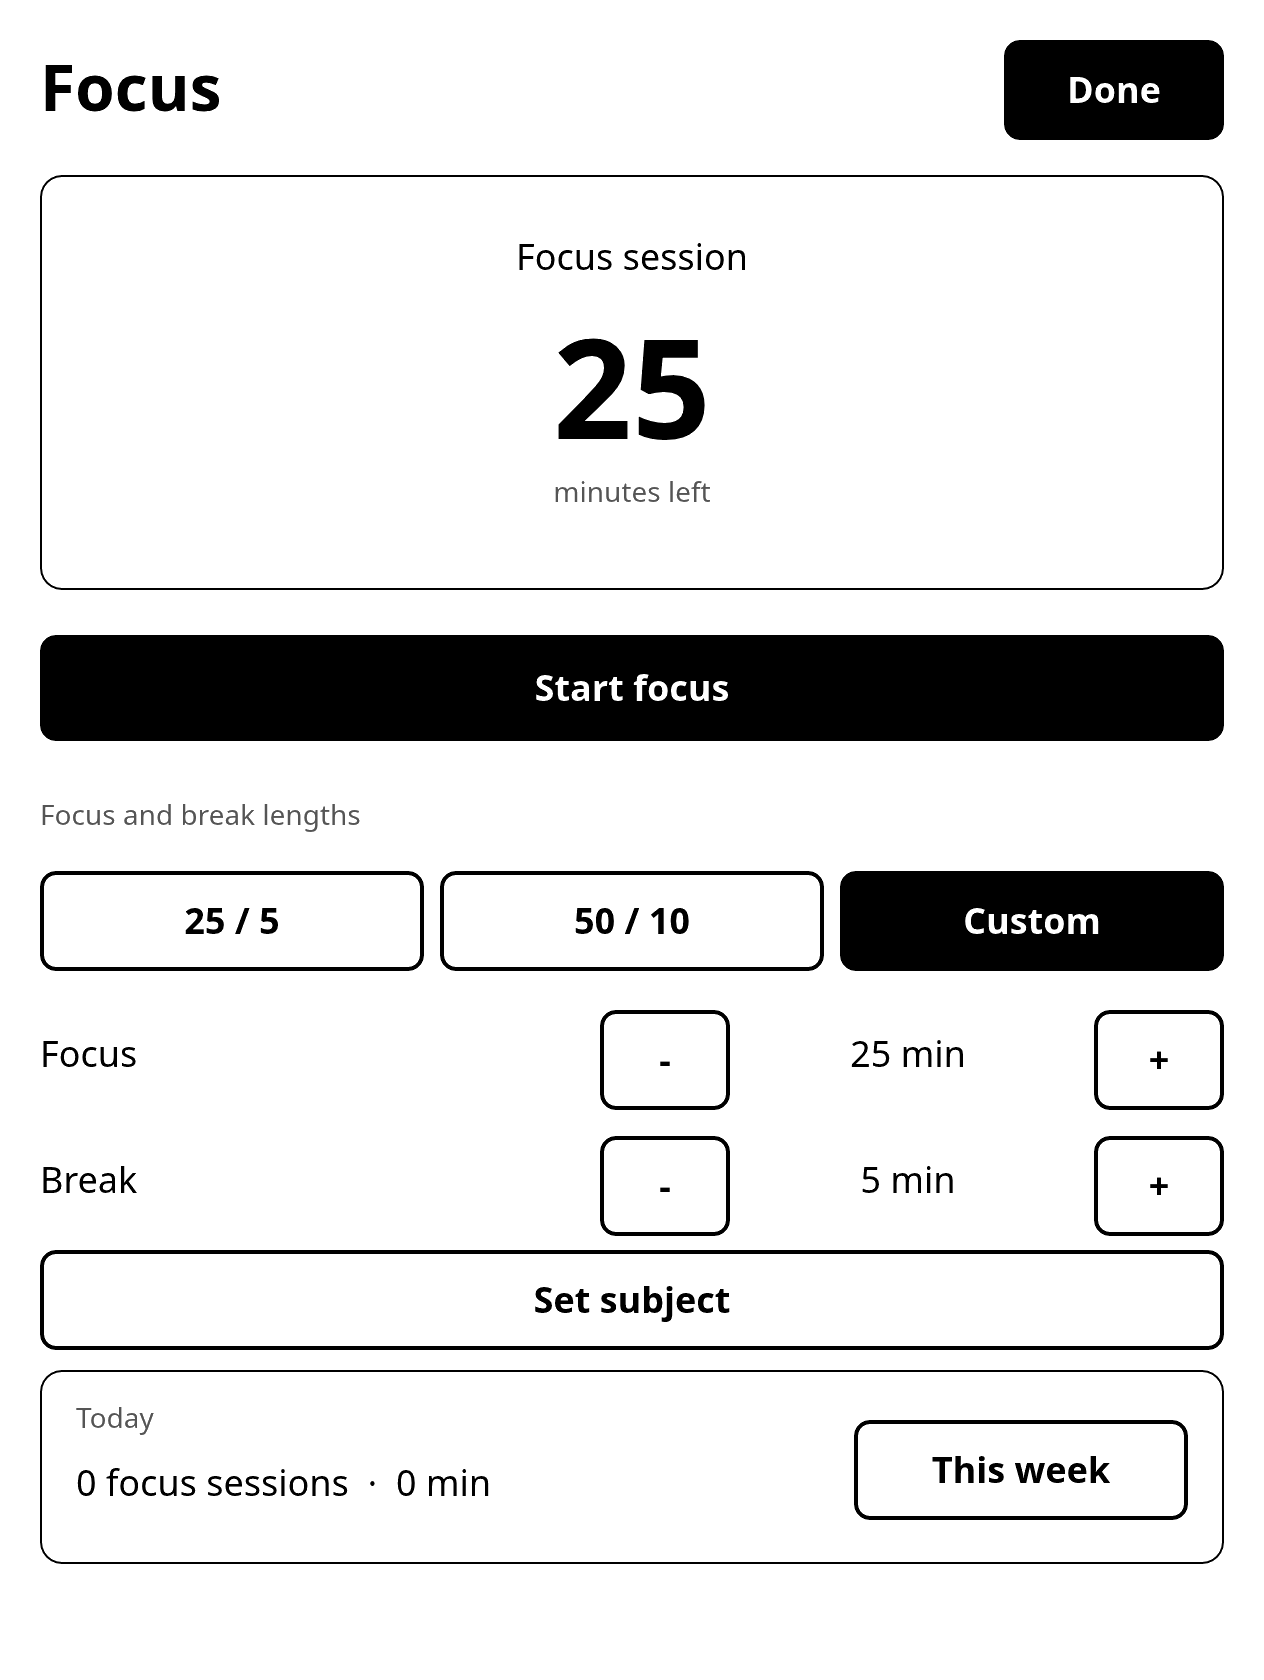 Focus
Done
Focus session
25
minutes left
Start focus
Focus and break lengths
25 / 5
50 / 10
Custom
Focus
-
25 min
+
Break
-
5 min
+
Set subject
Today
0 focus sessions · 0 min
This week